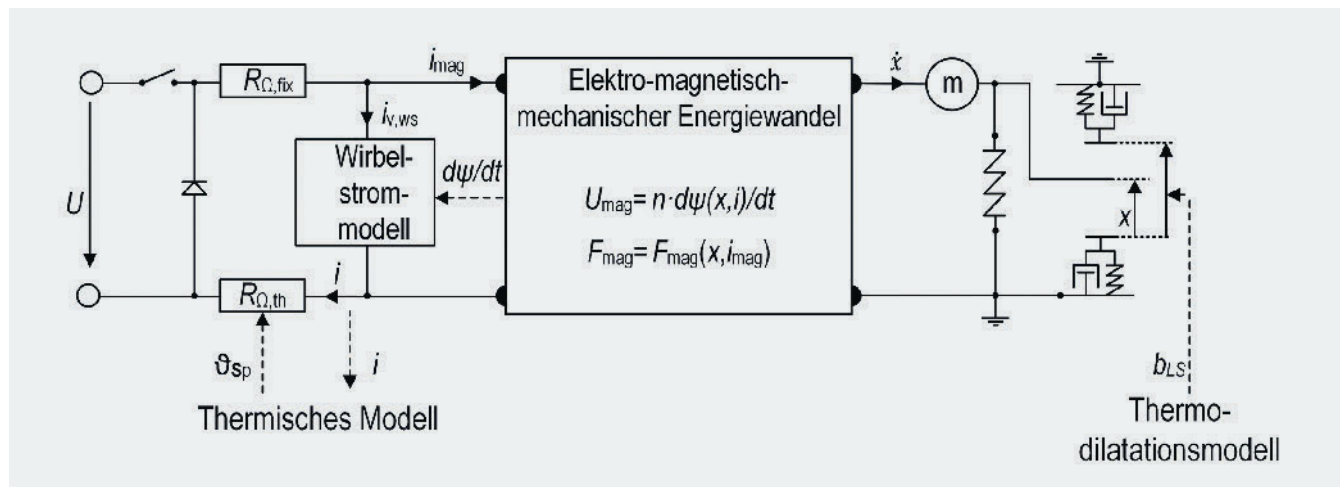 R_Ω,fix
i_mag
ẋ
m
Elektro-magnetisch-
mechanischer Energiewandel
i_v,ws
Wirbel-
strom-
modell
dψ/dt
U
U_mag= n·dψ(x,i)/dt
F_mag= F_mag(x,i_mag)
x
i
R_Ω,th
ϑ_Sp
i
b_LS
Thermisches Modell
Thermo-
dilatationsmodell